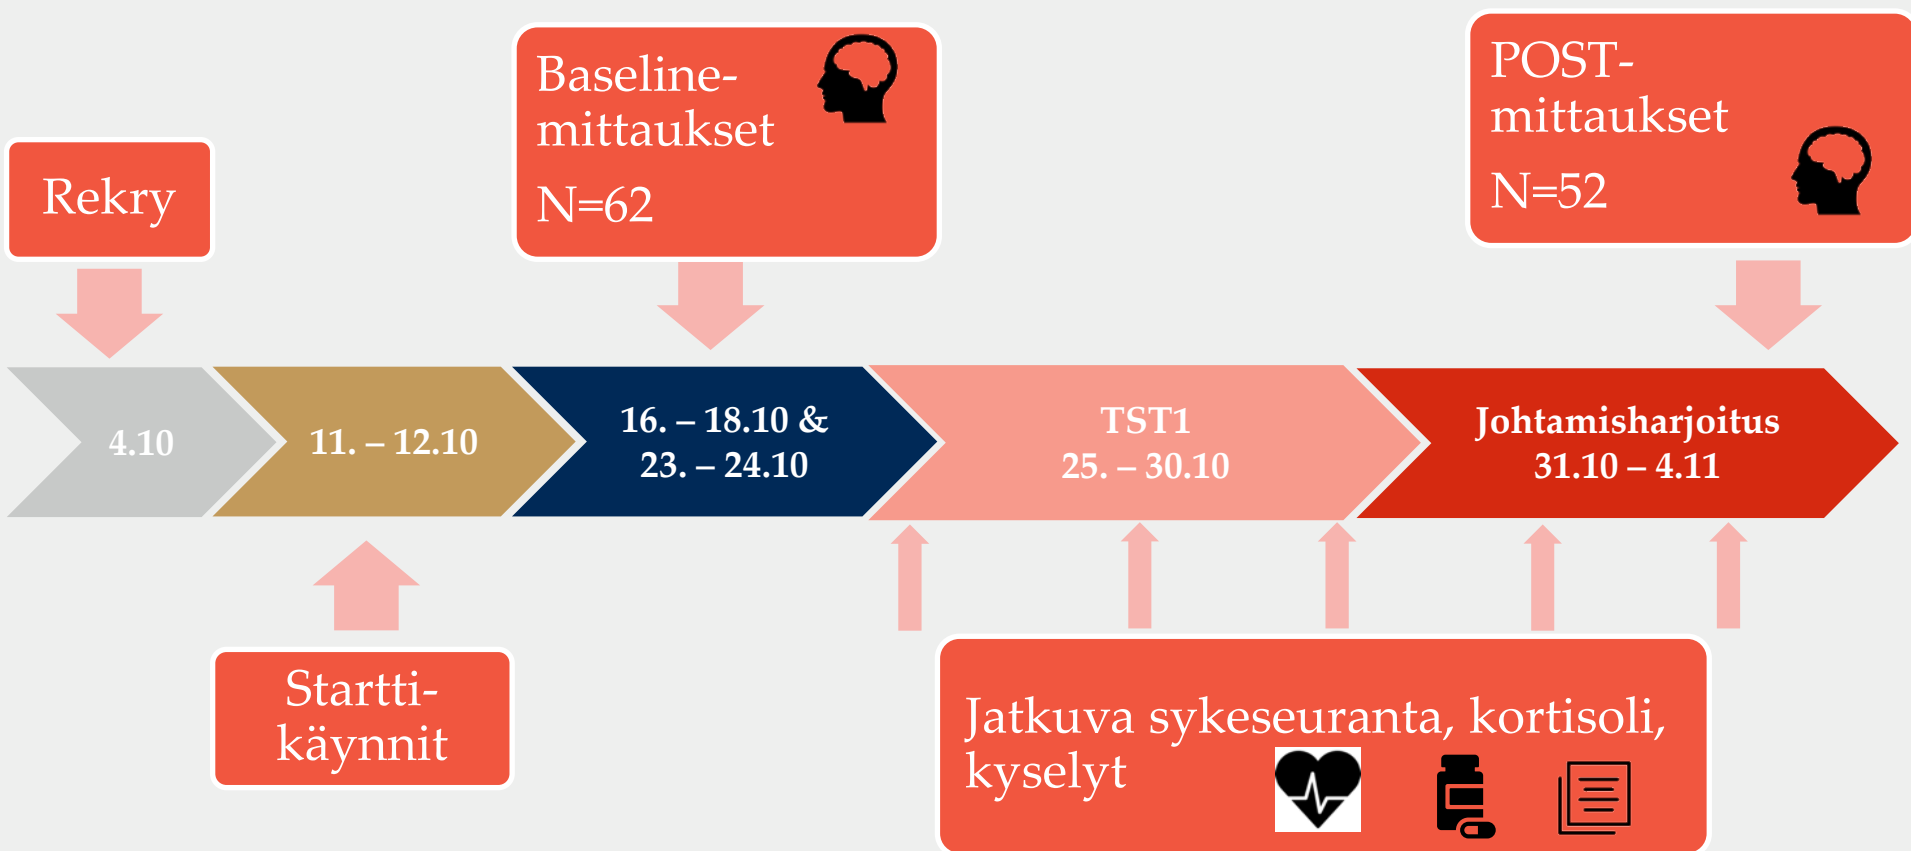 Rekry
Baseline-
mittaukset
N=62
POST-
mittaukset
N=52
4.10
11. – 12.10
16. – 18.10 &
23. – 24.10
TST1
25. – 30.10
Johtamisharjoitus
31.10 – 4.11
Startti-
käynnit
Jatkuva sykeseuranta, kortisoli,
kyselyt